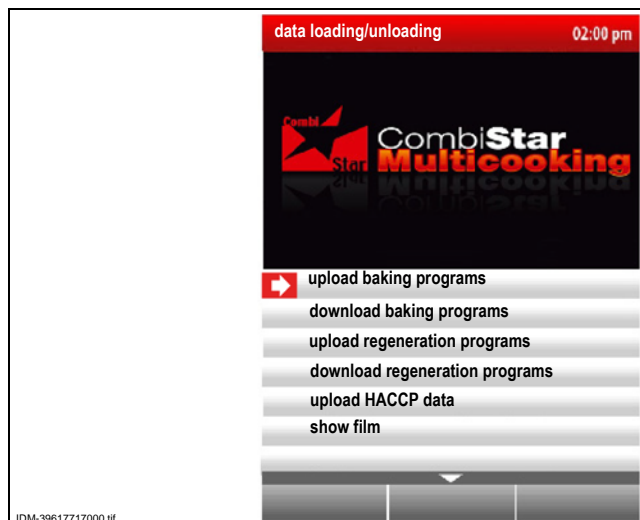 data loading/unloading 02:00 pm
Combi
Star
CombiStar
Multicooking
upload baking programs
download baking programs
upload regeneration programs
download regeneration programs
upload HACCP data
show film
IDM-39617717000.tif